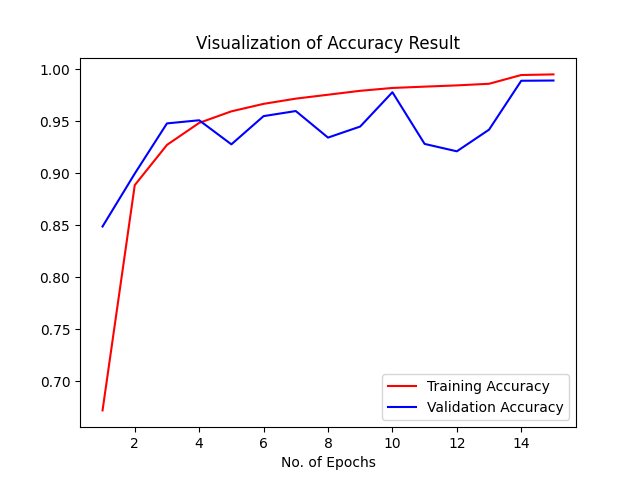 Visualization of Accuracy Result
1.00
0.95
0.90
0.85
0.80
0.75
0.70
Training Accuracy
Validation Accuracy
2 4 6 8 10 12 14
No. of Epochs